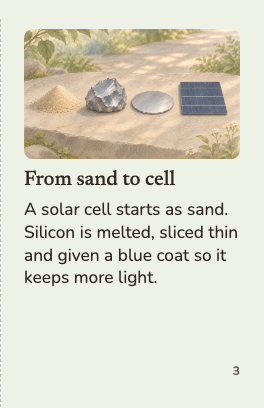 From sand to cell
A solar cell starts as sand.
Silicon is melted, sliced thin
and given a blue coat so it
keeps more light.
3